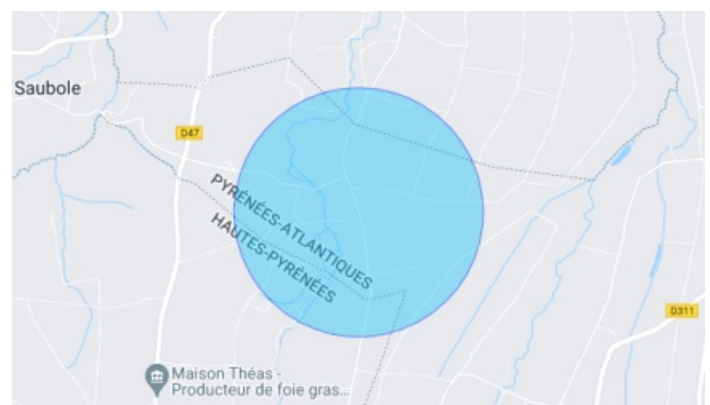 Saubole
D47
PYRÉNÉES-ATLANTIQUES
HAUTES-PYRÉNÉES
D311
Maison Théas -
Producteur de foie gras...